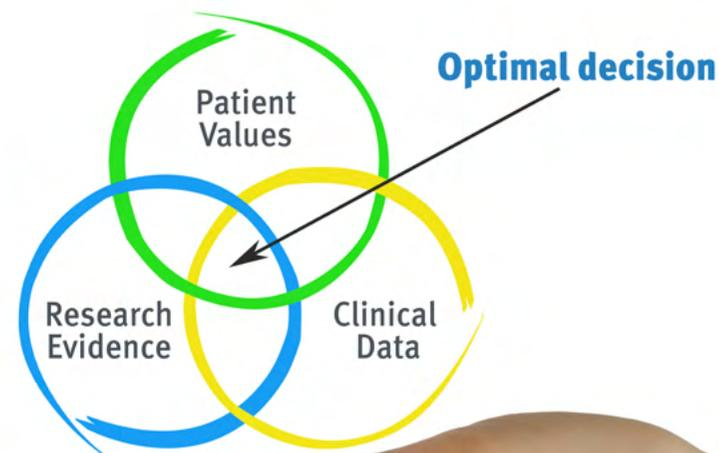 Optimal decision
Patient
Values
Research
Evidence
Clinical
Data